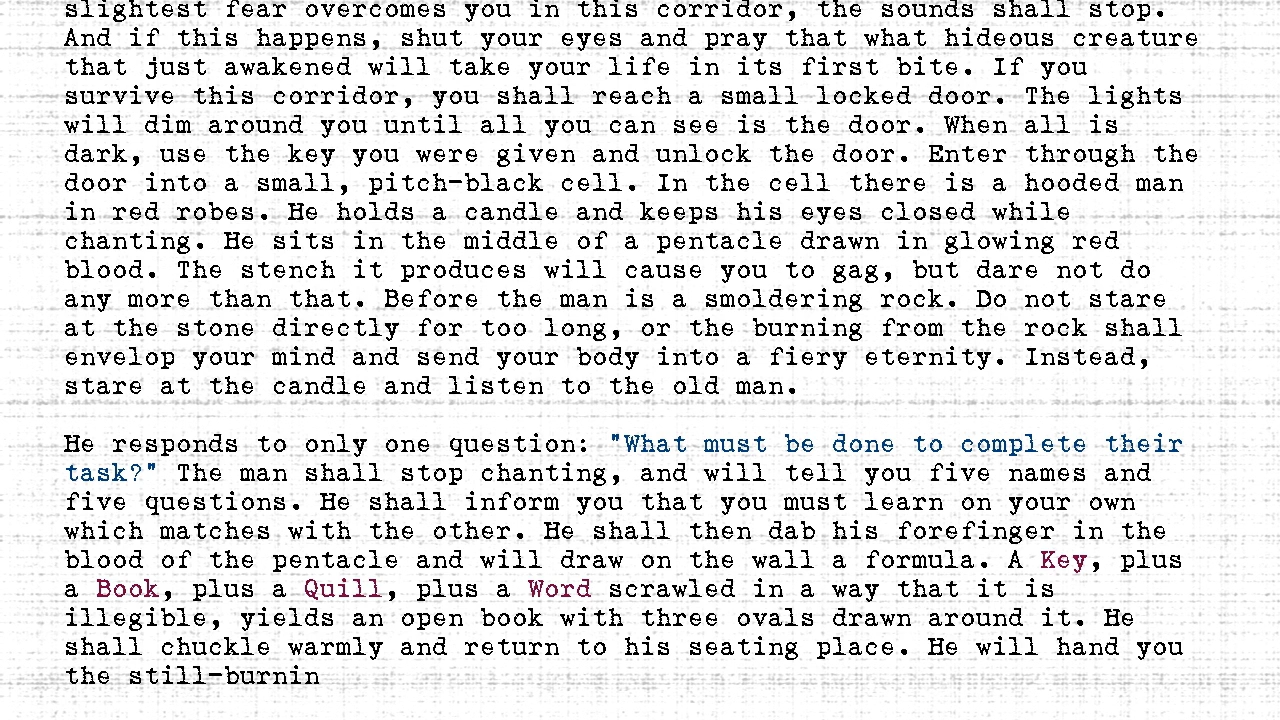 slightest fear overcomes you in this corridor, the sounds shall stop.
And if this happens, shut your eyes and pray that what hideous creature
that just awakened will take your life in its first bite. If you
survive this corridor, you shall reach a small locked door. The lights
will dim around you until all you can see is the door. When all is
dark, use the key you were given and unlock the door. Enter through the
door into a small, pitch-black cell. In the cell there is a hooded man
in red robes. He holds a candle and keeps his eyes closed while
chanting. He sits in the middle of a pentacle drawn in glowing red
blood. The stench it produces will cause you to gag, but dare not do
any more than that. Before the man is a smoldering rock. Do not stare
at the stone directly for too long, or the burning from the rock shall
envelop your mind and send your body into a fiery eternity. Instead,
stare at the candle and listen to the old man.
He responds to only one question: "What must be done to complete their
task?" The man shall stop chanting, and will tell you five names and
five questions. He shall inform you that you must learn on your own
which matches with the other. He shall then dab his forefinger in the
blood of the pentacle and will draw on the wall a formula. A Key, plus
a Book, plus a Quill, plus a Word scrawled in a way that it is
illegible, yields an open book with three ovals drawn around it. He
shall chuckle warmly and return to his seating place. He will hand you
the still-burnin